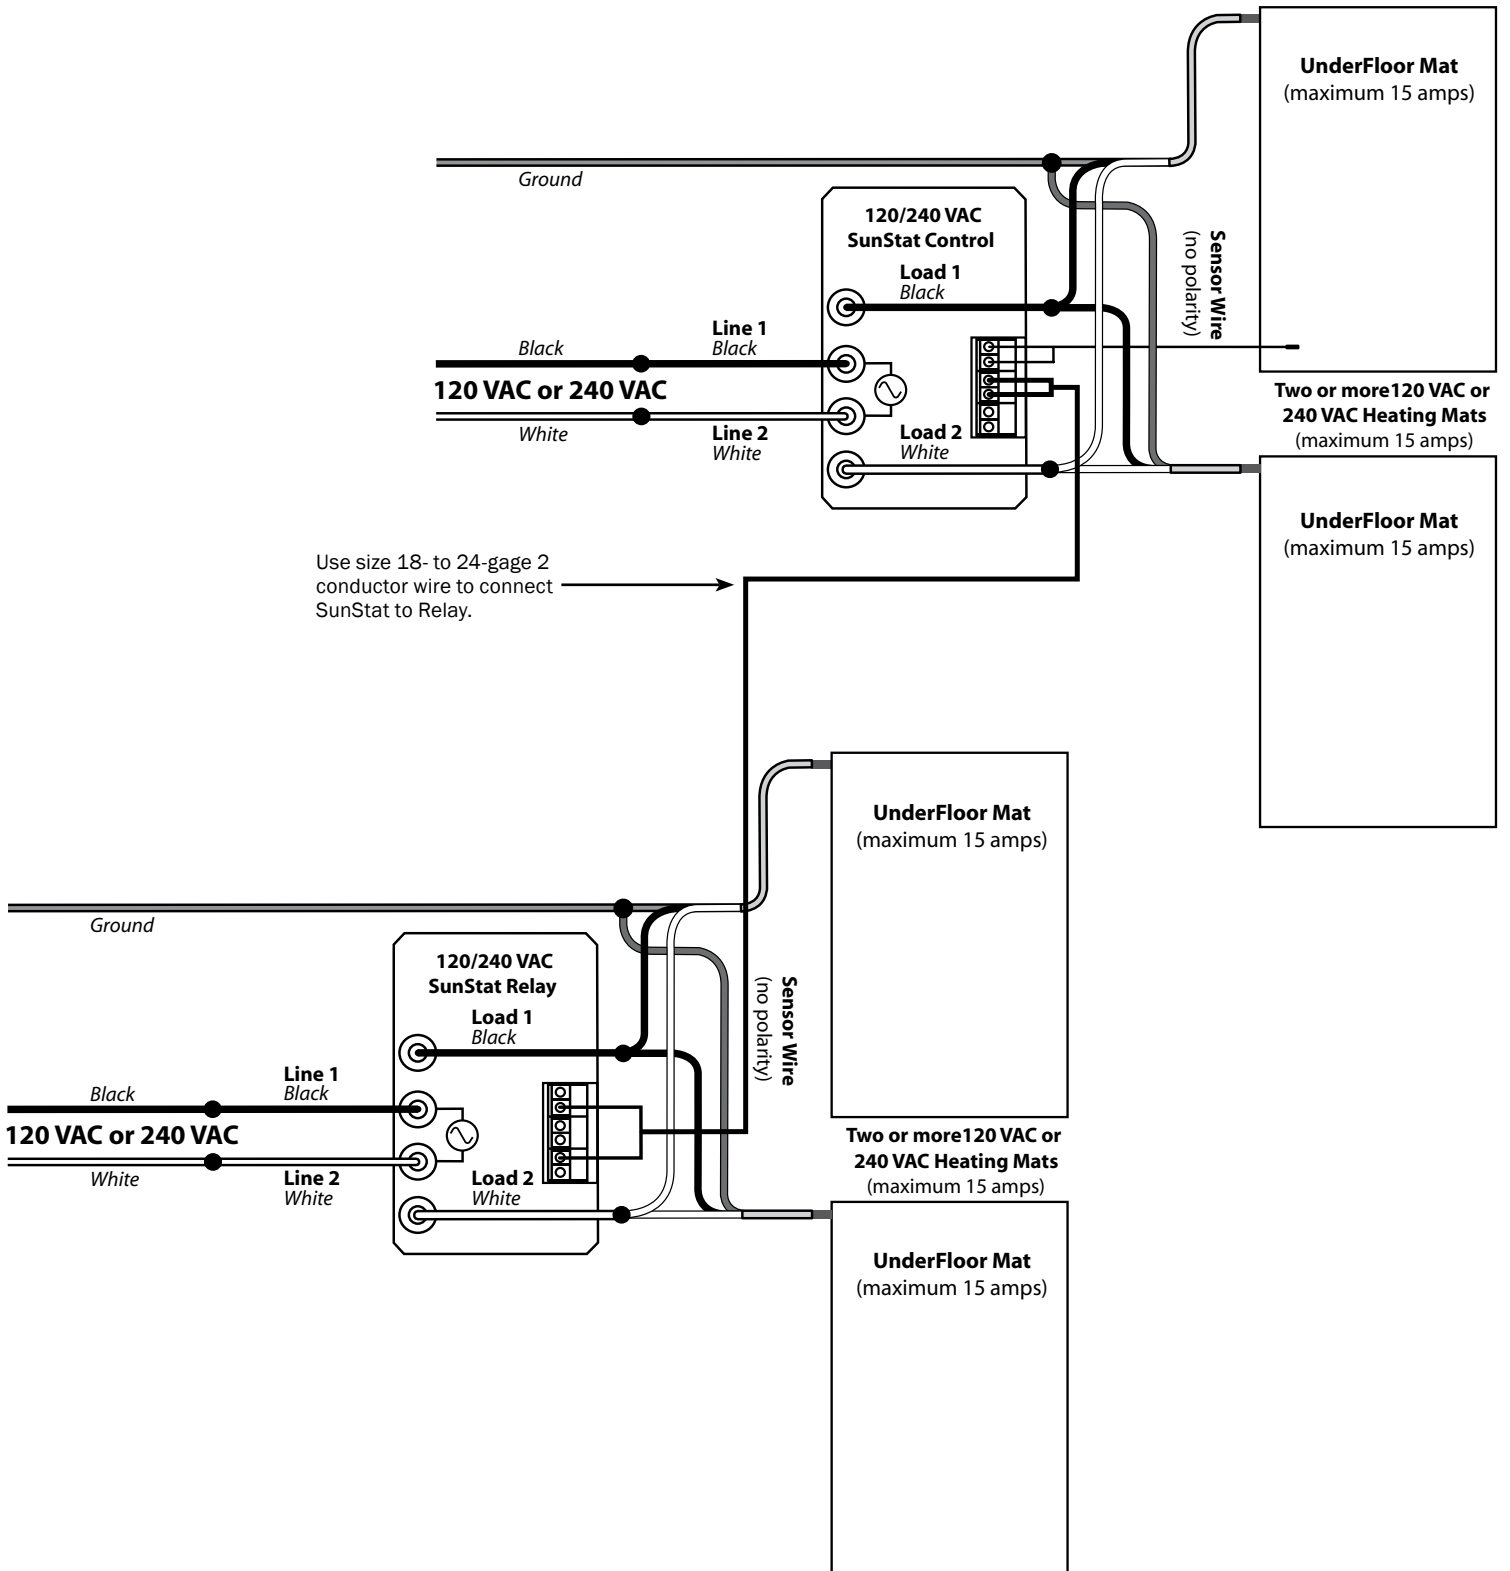 UnderFloor Mat
(maximum 15 amps)
Ground
120/240 VAC
SunStat Control
Load 1
Black
Sensor Wire
(no polarity)
Black
Line 1
Black
120 VAC or 240 VAC
White
Line 2
White
Load 2
White
Two or more120 VAC or
240 VAC Heating Mats
(maximum 15 amps)
UnderFloor Mat
(maximum 15 amps)
Use size 18- to 24-gage 2
conductor wire to connect
SunStat to Relay.
UnderFloor Mat
(maximum 15 amps)
Ground
120/240 VAC
SunStat Relay
Load 1
Black
Sensor Wire
(no polarity)
Black
Line 1
Black
120 VAC or 240 VAC
White
Line 2
White
Load 2
White
Two or more120 VAC or
240 VAC Heating Mats
(maximum 15 amps)
UnderFloor Mat
(maximum 15 amps)